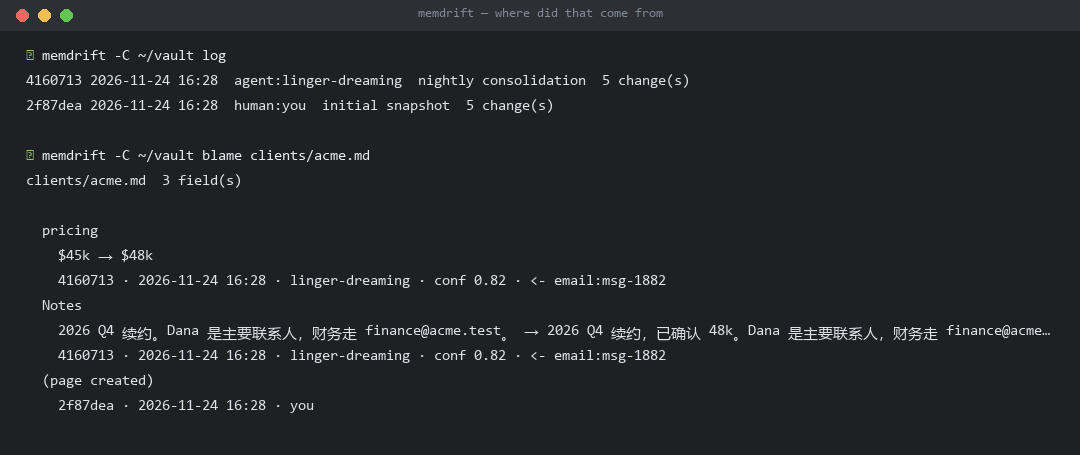 memdrift — where did that come from
memdrift -C ~/vault log
4160713 2026-11-24 16:28  agent:linger-dreaming  nightly consolidation  5 change(s)
2f87dea 2026-11-24 16:28  human:you  initial snapshot  5 change(s)
memdrift -C ~/vault blame clients/acme.md
clients/acme.md  3 field(s)
pricing
$45k → $48k
4160713 · 2026-11-24 16:28 · linger-dreaming · conf 0.82 · <- email:msg-1882
Notes
2026 Q4 续约。Dana 是主要联系人，财务走 finance@acme.test。 → 2026 Q4 续约，已确认 48k。Dana 是主要联系人，财务走 finance@acme…
4160713 · 2026-11-24 16:28 · linger-dreaming · conf 0.82 · <- email:msg-1882
(page created)
2f87dea · 2026-11-24 16:28 · you